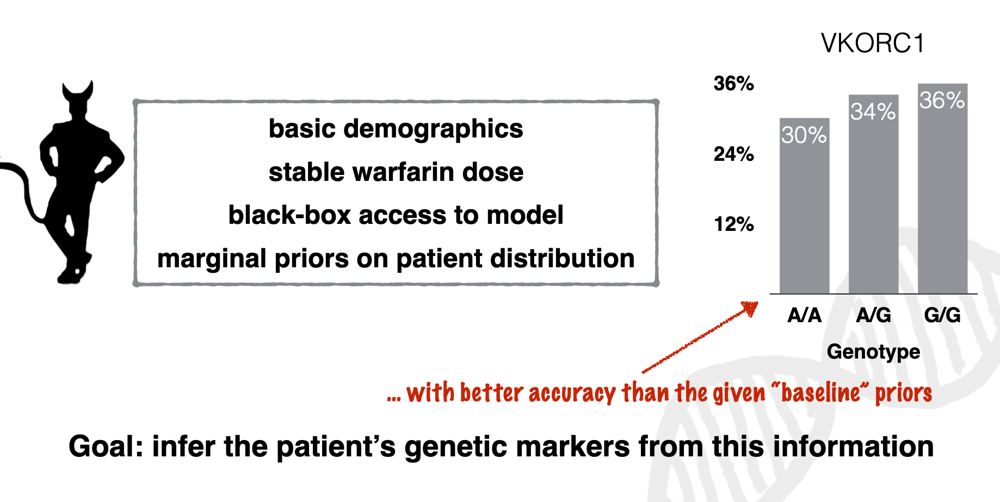 VKORC1
basic demographics
stable warfarin dose
black-box access to model
marginal priors on patient distribution
36%
24%
12%
30%
34%
36%
A/A
A/G
G/G
Genotype
... with better accuracy than the given “baseline” priors
Goal: infer the patient’s genetic markers from this information